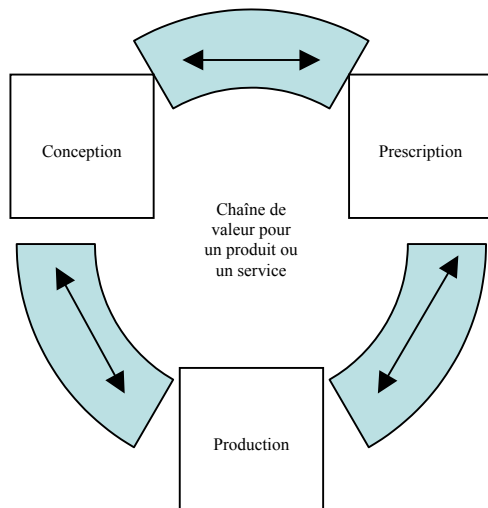 Conception
Prescription
Chaîne de
valeur pour
un produit ou
un service
Production